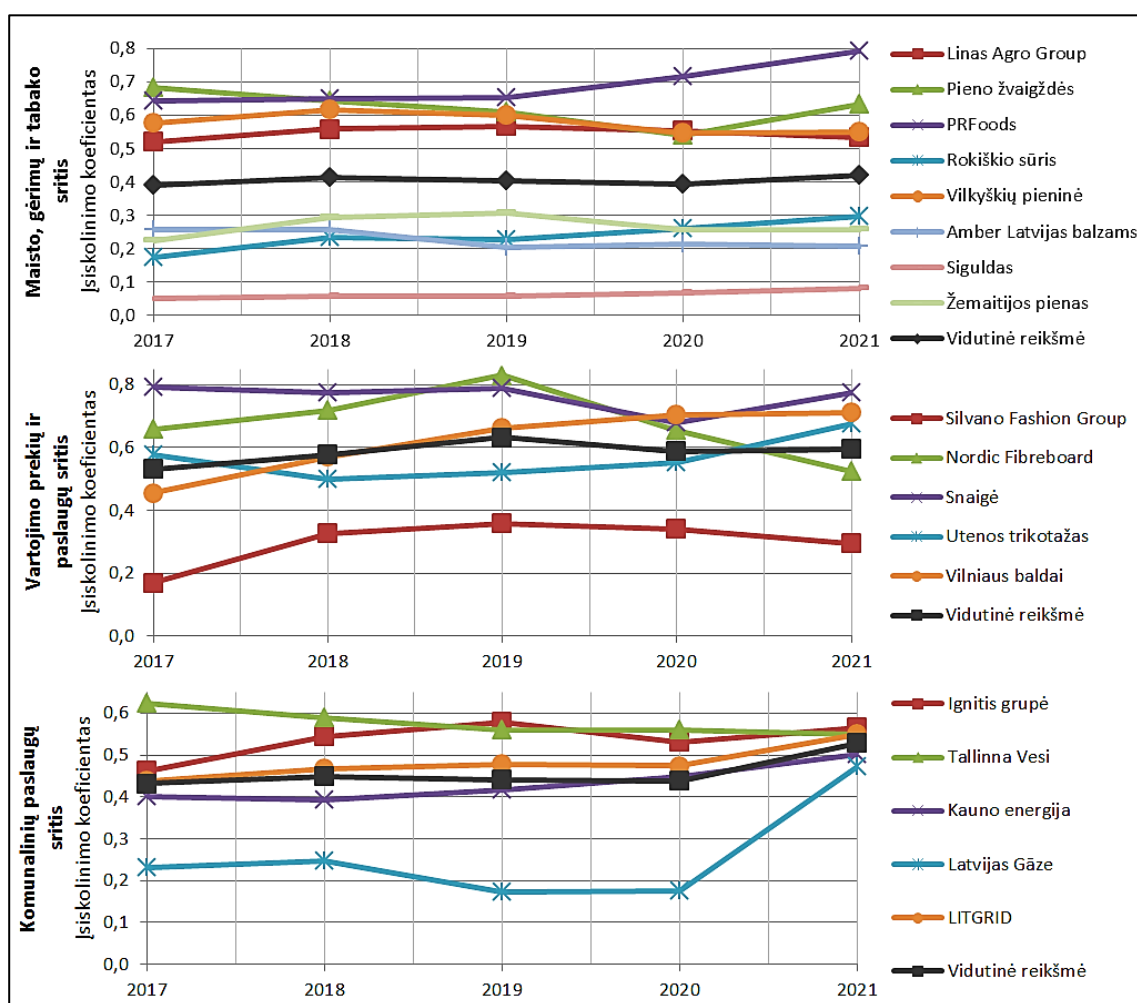 Maisto, gėrimų ir tabako
sritis
Įsiskolinimo koeficientas
0,8
0,7
0,6
0,5
0,4
0,3
0,2
0,1
0,0
2017
2018
2019
2020
2021
Linas Agro Group
Pieno žvaigždės
PRFoods
Rokiškio sūris
Vilkyškių pieninė
Amber Latvijas balzams
Siguldas
Žemaitijos pienas
Vidutinė reikšmė
Vartojimo prekių ir
paslaugų sritis
Įsiskolinimo koeficientas
0,8
0,6
0,4
0,2
0,0
2017
2018
2019
2020
2021
Silvano Fashion Group
Nordic Fibreboard
Snaigė
Utenos trikotažas
Vilniaus baldai
Vidutinė reikšmė
Komunalinių paslaugų
sritis
Įsiskolinimo koeficientas
0,6
0,5
0,4
0,3
0,2
0,1
0,0
2017
2018
2019
2020
2021
Ignitis grupė
Tallinna Vesi
Kauno energija
Latvijas Gāze
LITGRID
Vidutinė reikšmė